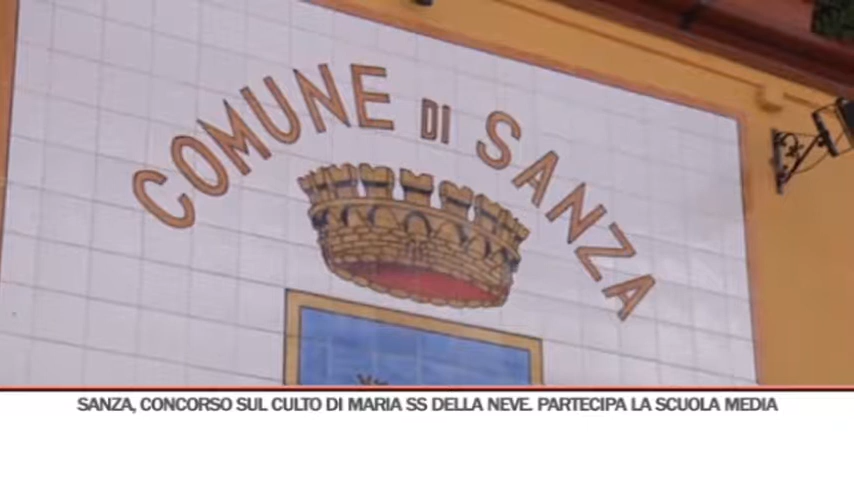 COMUNE DI SANZA
SANZA, CONCORSO SUL CULTO DI MARIA SS DELLA NEVE. PARTECIPA LA SCUOLA MEDIA